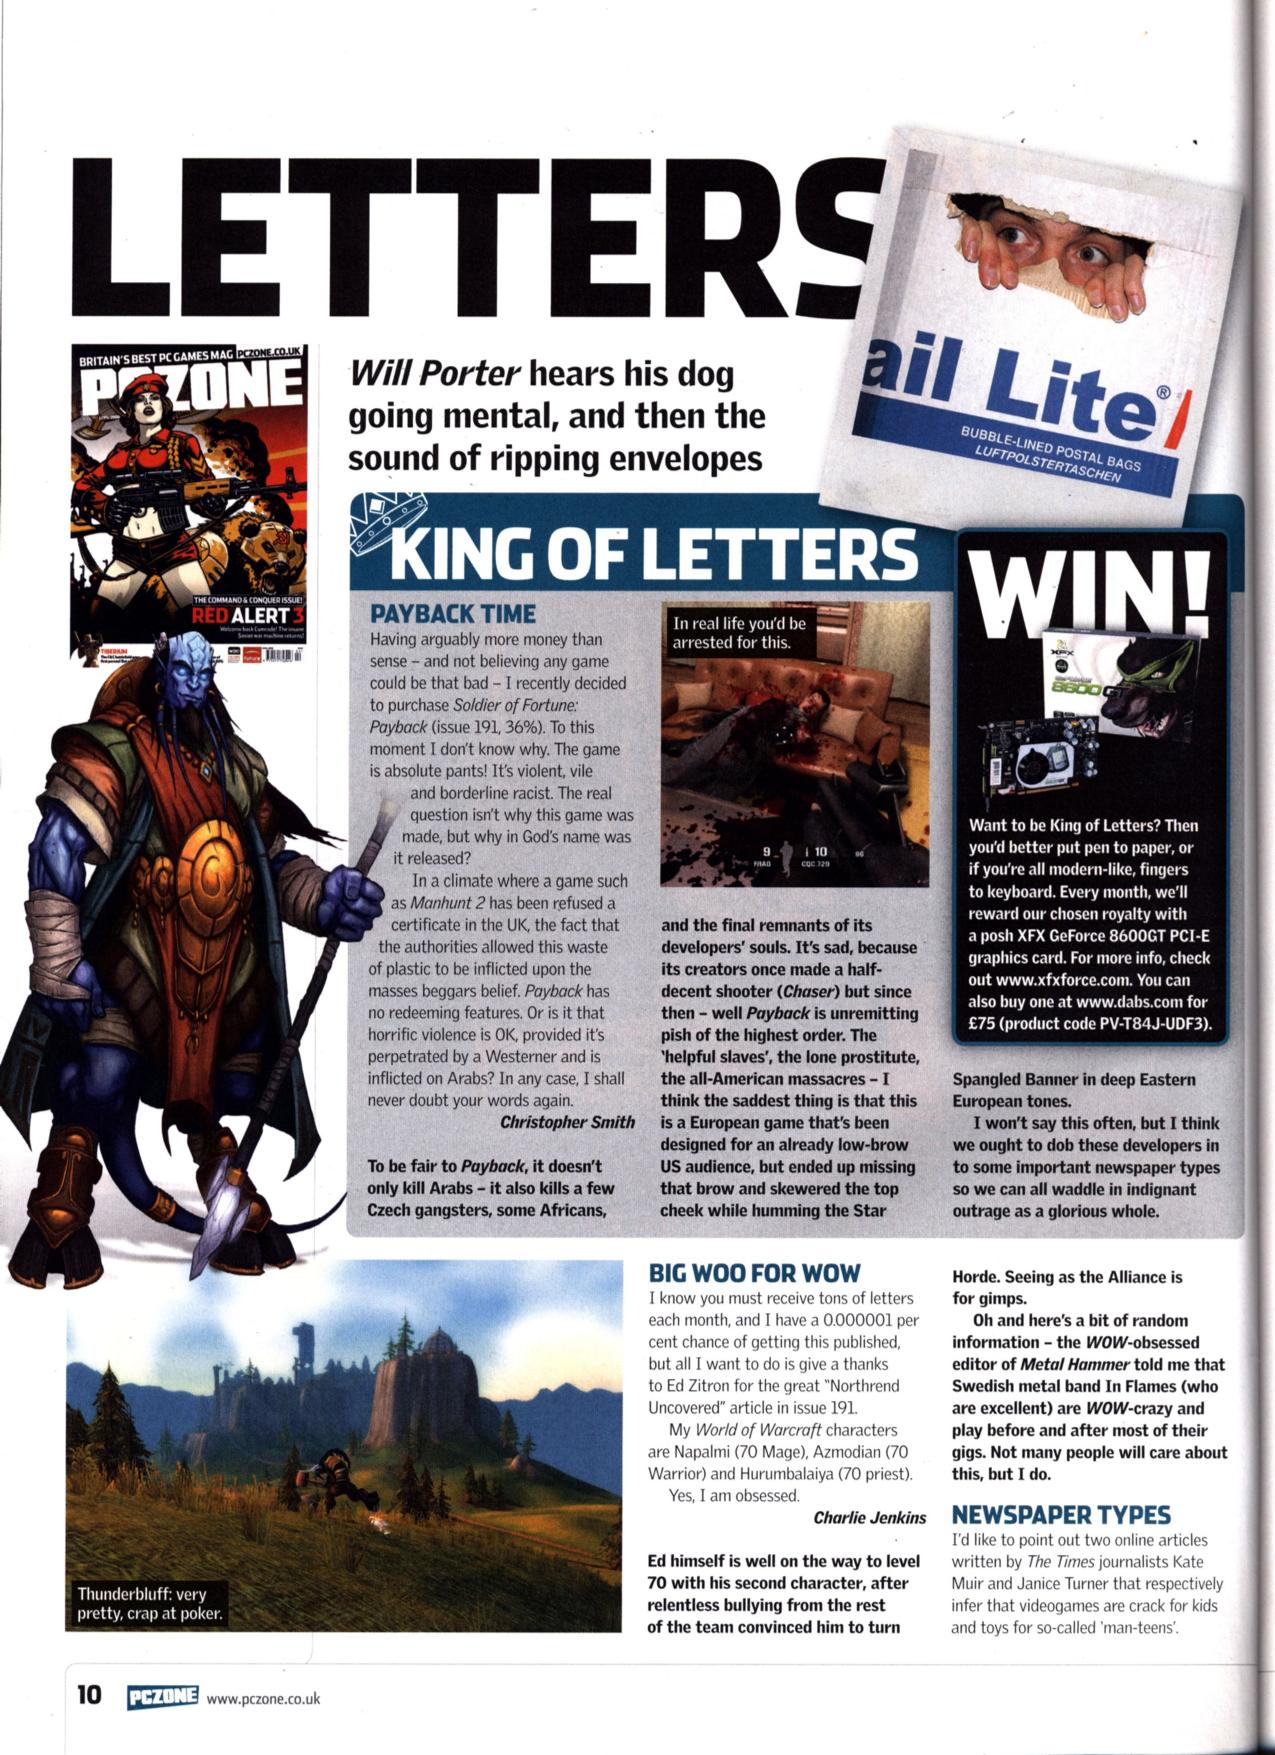 LETTERS
ail Lite®
BUBBLE-LINED POSTAL BAGS
LUFTPOLSTERTASCHEN
BRITAIN'S BEST PC GAMES MAG PCZONE.CO.UK
PCZONE
THE COMMAND & CONQUER ISSUE!
RED ALERT 3
Welcome back Comrade! The insane
Soviet war machine returns!
TIBERIUM
Will Porter hears his dog
going mental, and then the
sound of ripping envelopes
KING OF LETTERS
PAYBACK TIME
Having arguably more money than
sense – and not believing any game
could be that bad – I recently decided
to purchase Soldier of Fortune:
Payback (issue 191, 36%). To this
moment I don't know why. The game
is absolute pants! It's violent, vile
and borderline racist. The real
question isn't why this game was
made, but why in God's name was
it released?
In a climate where a game such
as Manhunt 2 has been refused a
certificate in the UK, the fact that
the authorities allowed this waste
of plastic to be inflicted upon the
masses beggars belief. Payback has
no redeeming features. Or is it that
horrific violence is OK, provided it's
perpetrated by a Westerner and is
inflicted on Arabs? In any case, I shall
never doubt your words again.
Christopher Smith
To be fair to Payback, it doesn't
only kill Arabs – it also kills a few
Czech gangsters, some Africans,
In real life you'd be
arrested for this.
9
FRAG
10
CQC 729
96
and the final remnants of its
developers' souls. It's sad, because
its creators once made a half-
decent shooter (Chaser) but since
then – well Payback is unremitting
pish of the highest order. The
'helpful slaves', the lone prostitute,
the all-American massacres – I
think the saddest thing is that this
is a European game that's been
designed for an already low-brow
US audience, but ended up missing
that brow and skewered the top
cheek while humming the Star
WIN!
XFX
8600GT
Want to be King of Letters? Then
you'd better put pen to paper, or
if you're all modern-like, fingers
to keyboard. Every month, we'll
reward our chosen royalty with
a posh XFX GeForce 8600GT PCI-E
graphics card. For more info, check
out www.xfxforce.com. You can
also buy one at www.dabs.com for
£75 (product code PV-T84J-UDF3).
Spangled Banner in deep Eastern
European tones.
I won't say this often, but I think
we ought to dob these developers in
to some important newspaper types
so we can all waddle in indignant
outrage as a glorious whole.
Thunderbluff: very
pretty, crap at poker.
BIG WOO FOR WOW
I know you must receive tons of letters
each month, and I have a 0.000001 per
cent chance of getting this published,
but all I want to do is give a thanks
to Ed Zitron for the great "Northrend
Uncovered" article in issue 191.
My World of Warcraft characters
are Napalmi (70 Mage), Azmodian (70
Warrior) and Hurumbalaiya (70 priest).
Yes, I am obsessed.
Charlie Jenkins
Ed himself is well on the way to level
70 with his second character, after
relentless bullying from the rest
of the team convinced him to turn
Horde. Seeing as the Alliance is
for gimps.
Oh and here's a bit of random
information – the WOW-obsessed
editor of Metal Hammer told me that
Swedish metal band In Flames (who
are excellent) are WOW-crazy and
play before and after most of their
gigs. Not many people will care about
this, but I do.
NEWSPAPER TYPES
I'd like to point out two online articles
written by The Times journalists Kate
Muir and Janice Turner that respectively
infer that videogames are crack for kids
and toys for so-called 'man-teens'.
10
PCZONE
www.pczone.co.uk